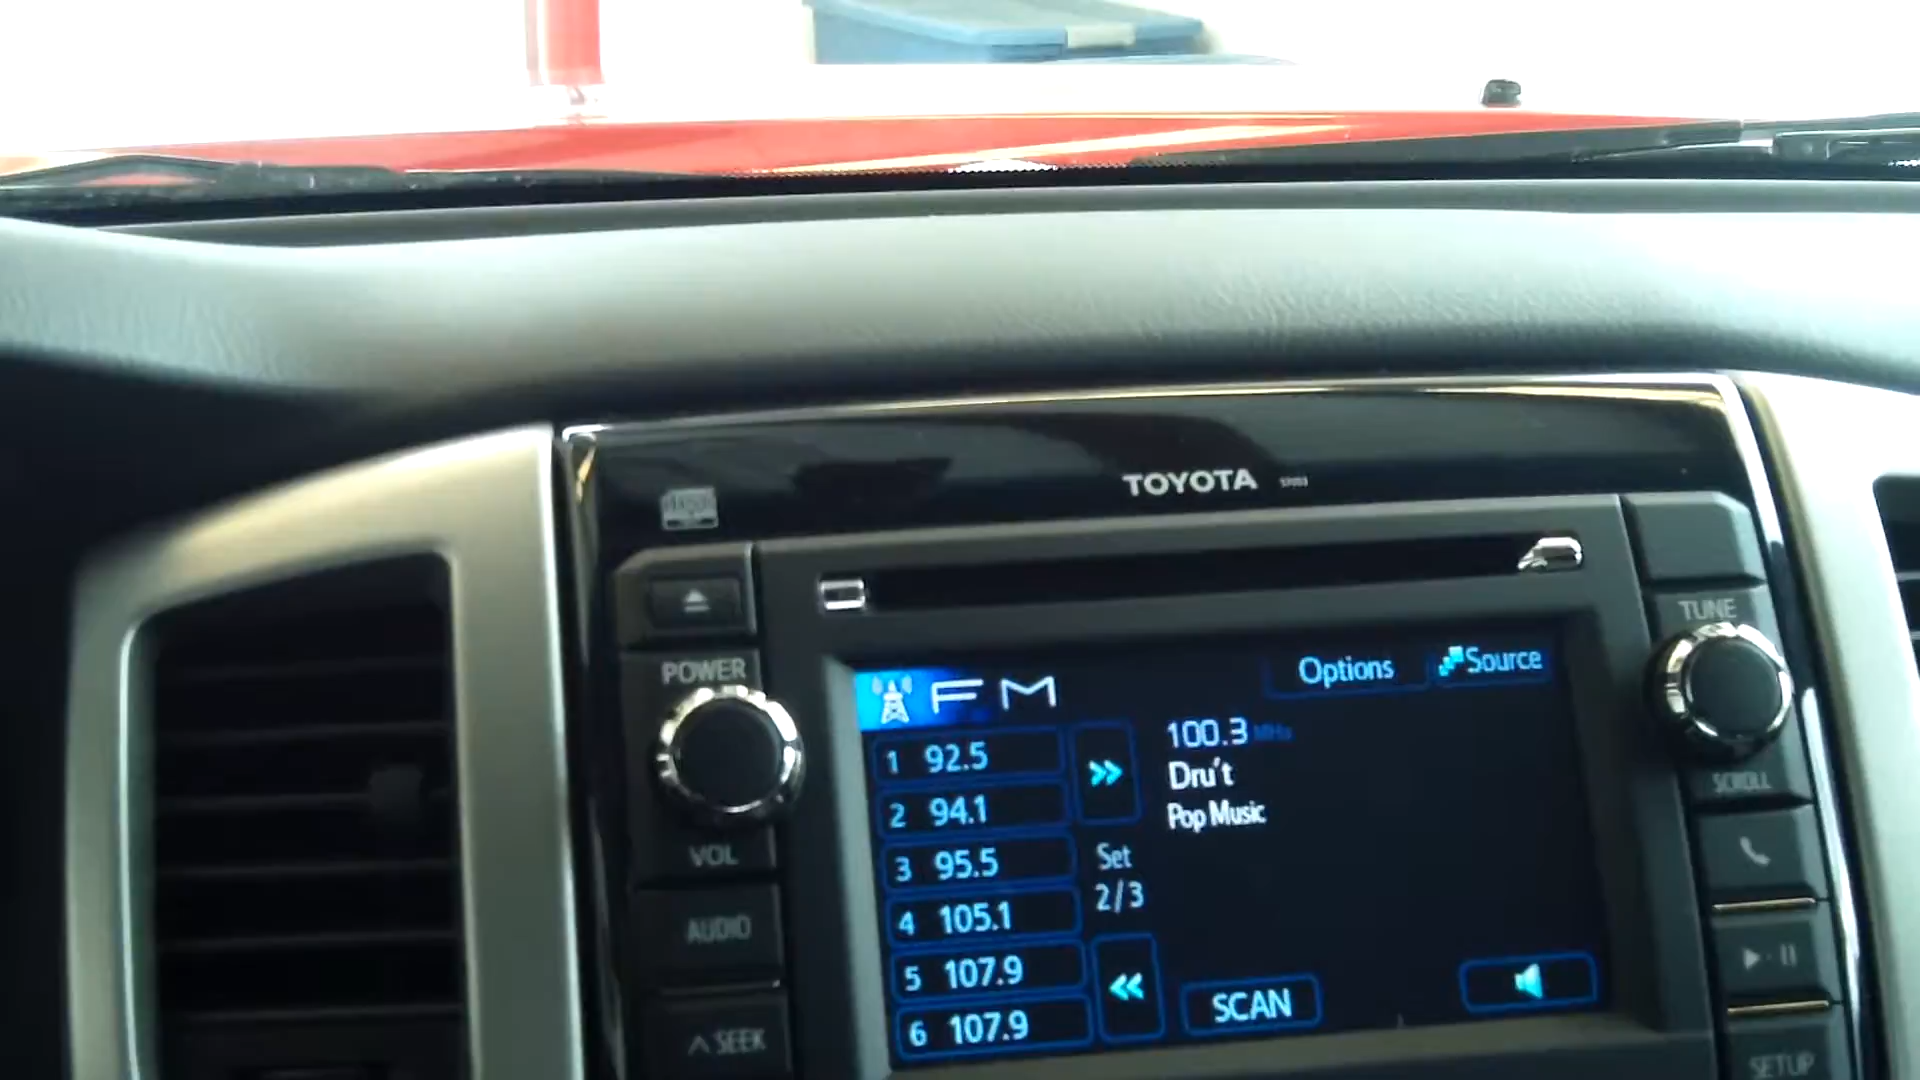 TOYOTA
POWER
VOL
AUDIO
∧ SEEK
TUNE
SCROLL
SETUP
FM
Options
Source
1 92.5
2 94.1
3 95.5
4 105.1
5 107.9
6 107.9
Set
2/3
100.3 MHz
Dru't
Pop Music
SCAN